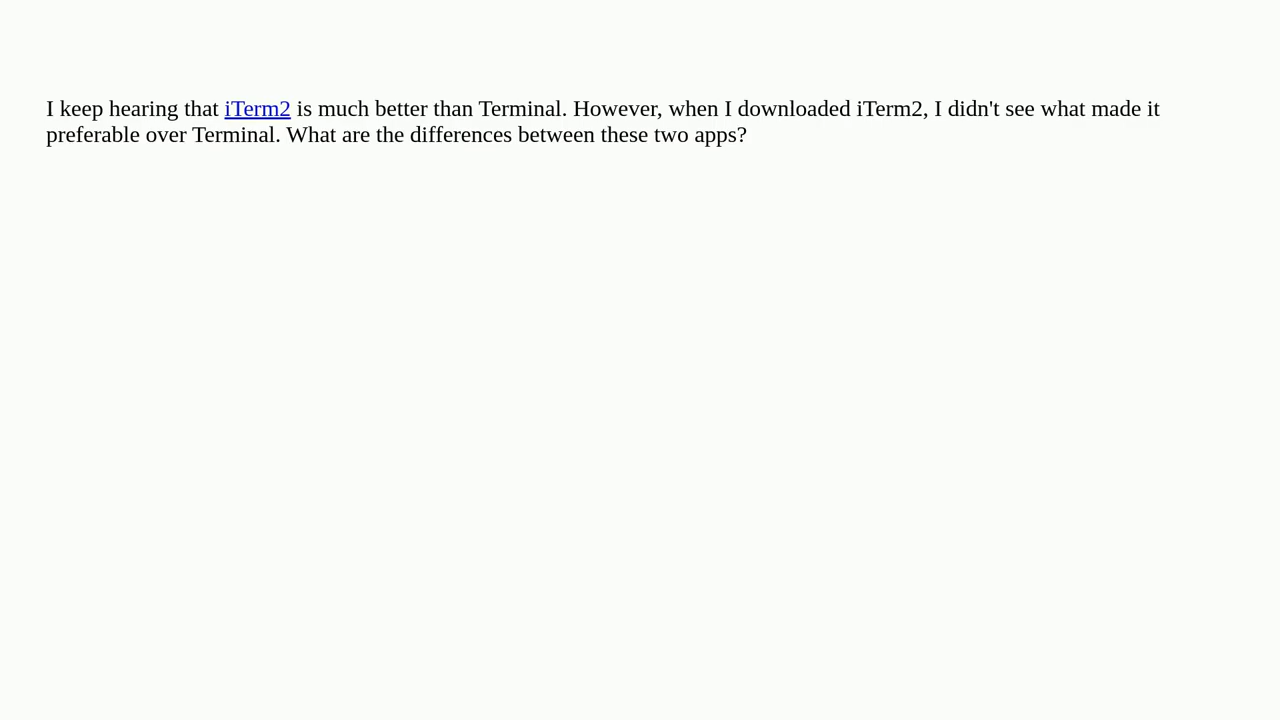 I keep hearing that iTerm2 is much better than Terminal. However, when I downloaded iTerm2, I didn't see what made it
preferable over Terminal. What are the differences between these two apps?